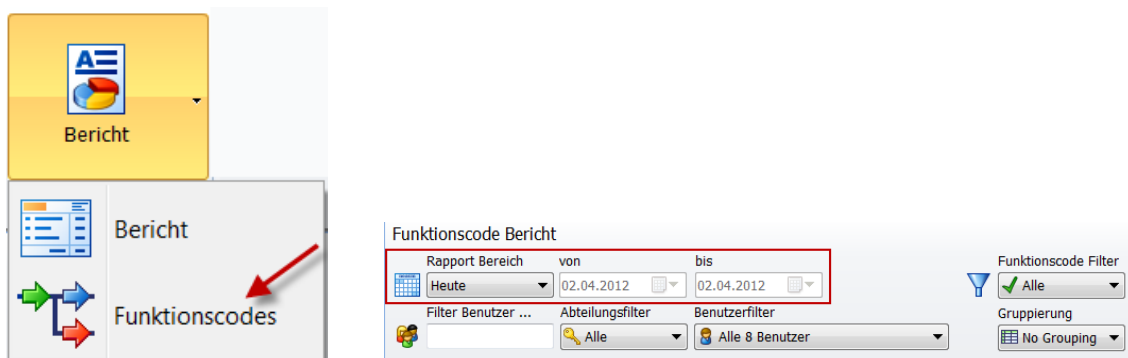 Bericht
Bericht
Funktionscodes
Funktionscode Bericht
Rapport Bereich von bis Funktionscode Filter
Heute 02.04.2012 02.04.2012 Alle
Filter Benutzer ... Abteilungsfilter Benutzerfilter Gruppierung
Alle Alle 8 Benutzer No Grouping